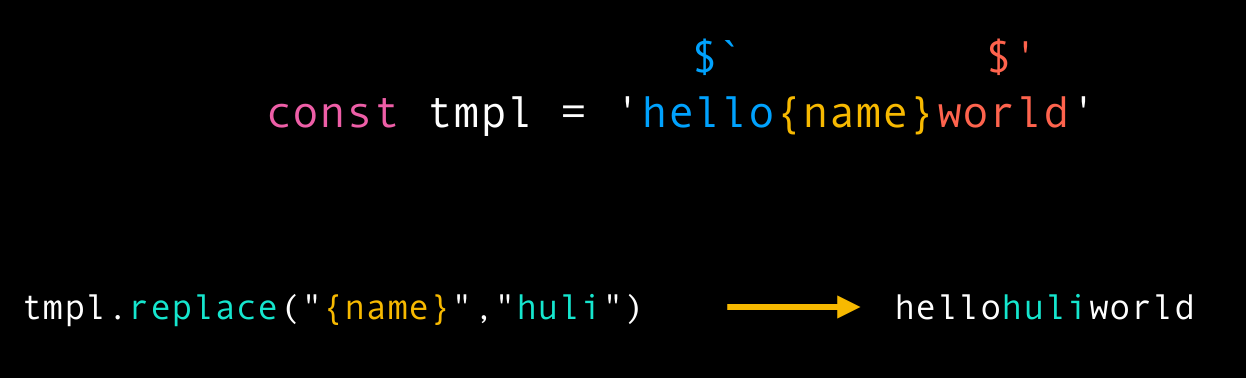 $` $'
const tmpl = 'hello{name}world'
tmpl.replace("{name}","huli") hellohuliworld